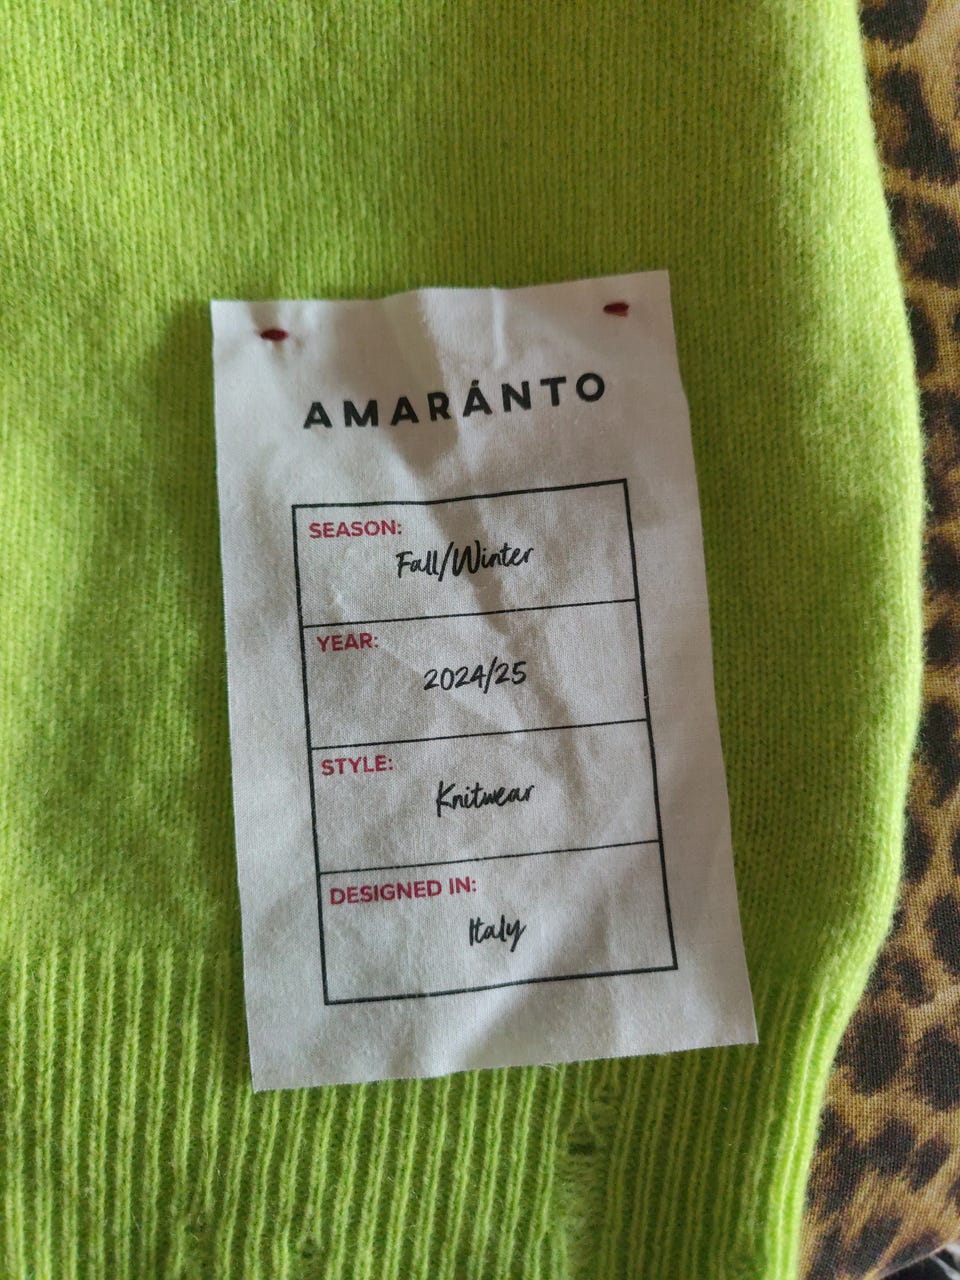 AMARÁNTO
SEASON:
Fall/Winter
YEAR:
2024/25
STYLE:
Knitwear
DESIGNED IN:
Italy